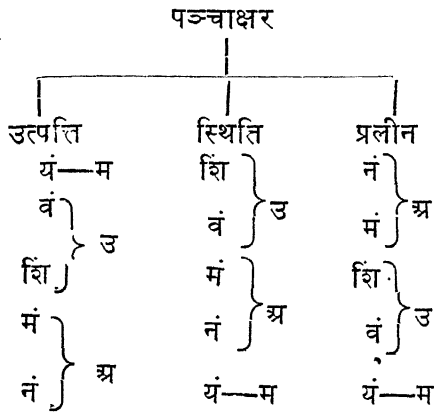 पञ्चाक्षर
उत्पत्ति स्थिति प्रलीन
यं—म शिं नं
वं वं उ मं अ
उ
शिं मं शिं
मं नं अ वं उ
नं अ यं—म यं—म